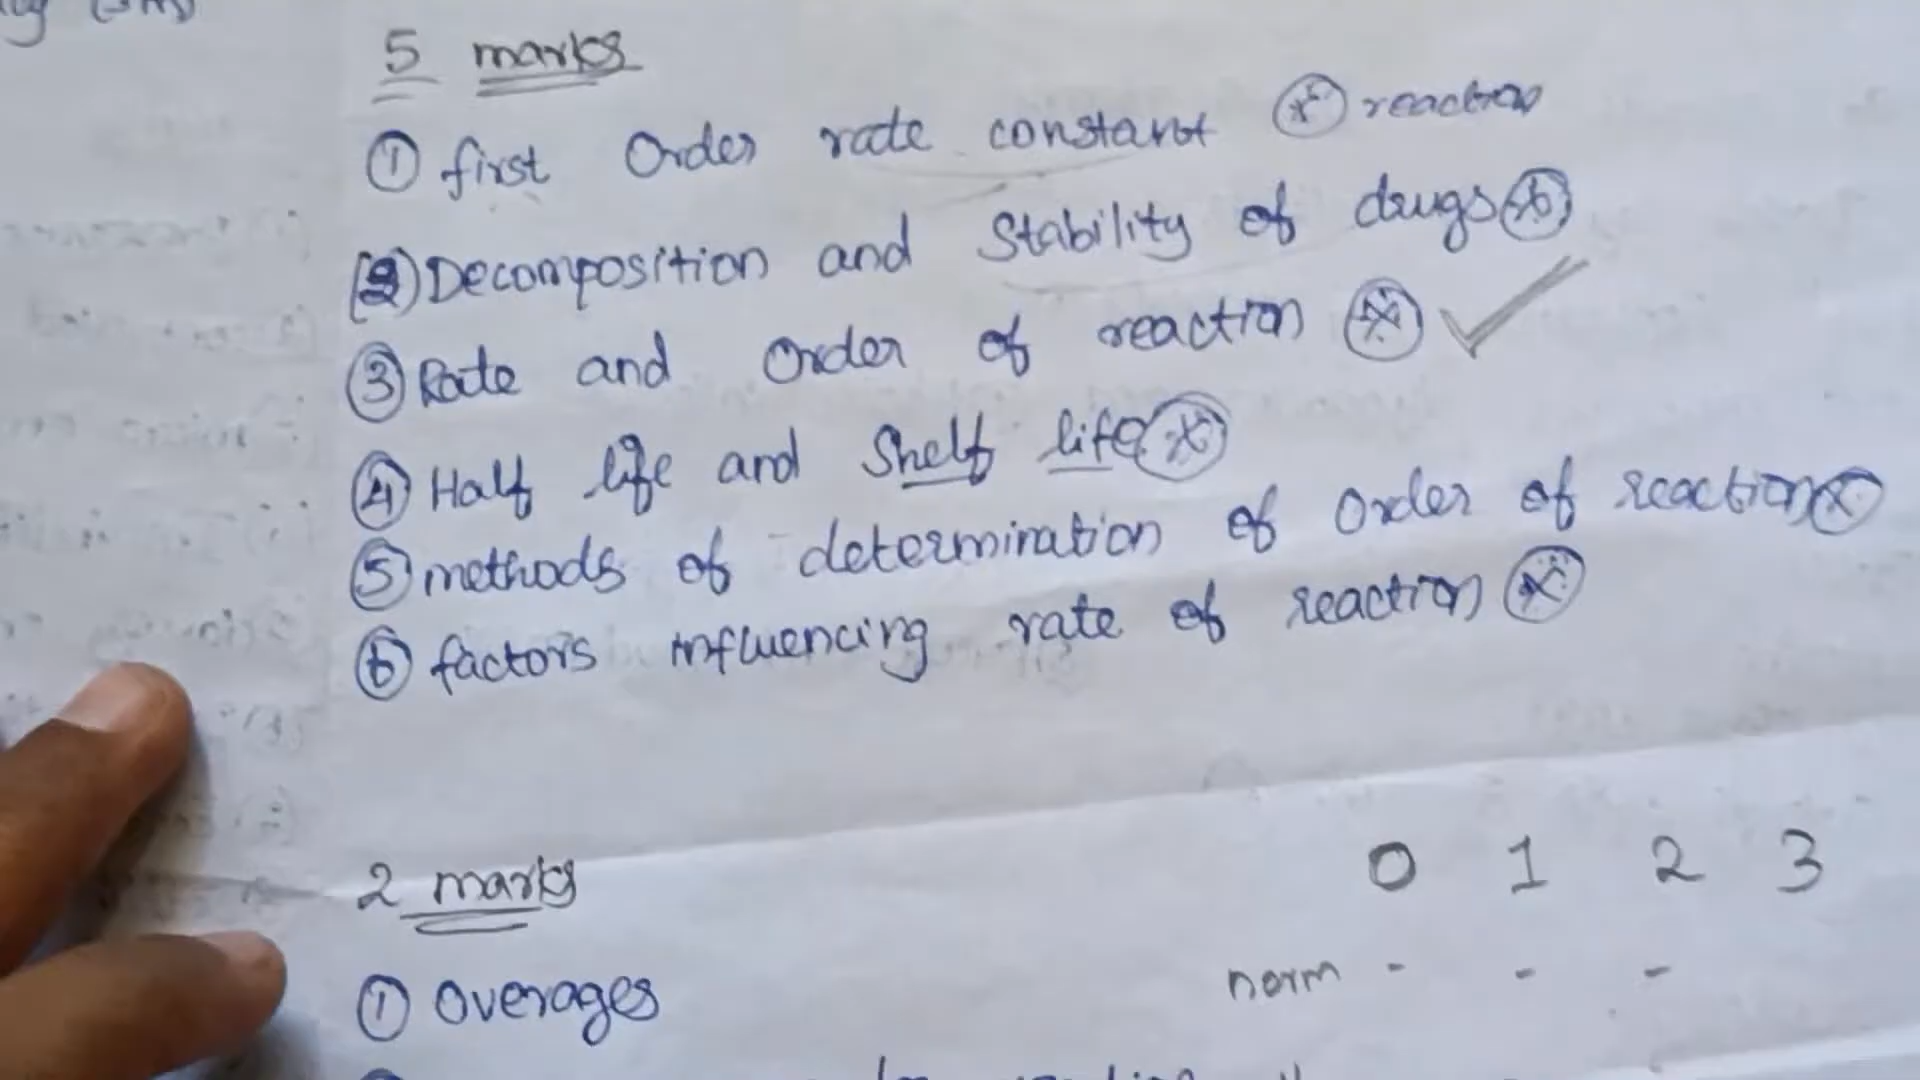 5 marks
① first Order rate constant reaction
(2) Decomposition and Stability of drugs
③ Rate and Order of reaction ✓
④ Half life and Shelf life
⑤ methods of determination of Order of reaction
⑥ factors influencing rate of reaction
0 1 2 3
2 marks
norm - - -
① Overages